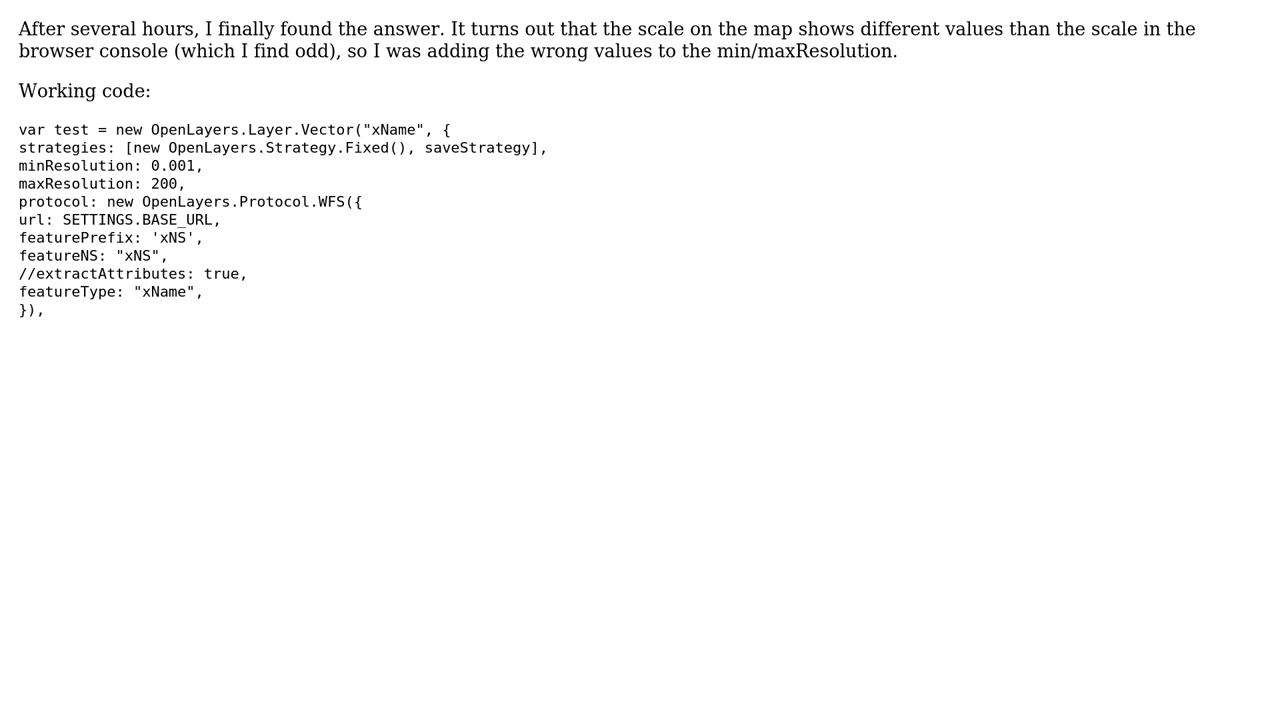 After several hours, I finally found the answer. It turns out that the scale on the map shows different values than the scale in the
browser console (which I find odd), so I was adding the wrong values to the min/maxResolution.
Working code:
var test = new OpenLayers.Layer.Vector("xName", {
strategies: [new OpenLayers.Strategy.Fixed(), saveStrategy],
minResolution: 0.001,
maxResolution: 200,
protocol: new OpenLayers.Protocol.WFS({
url: SETTINGS.BASE_URL,
featurePrefix: 'xNS',
featureNS: "xNS",
//extractAttributes: true,
featureType: "xName",
}),